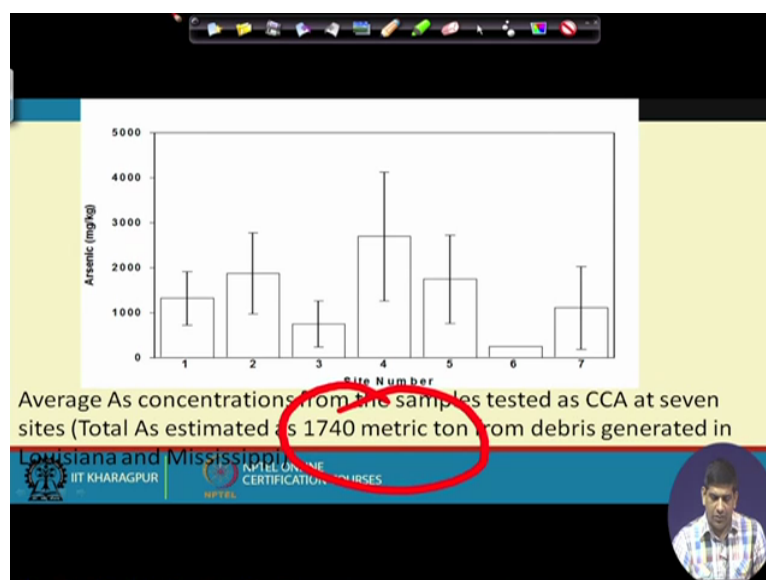 5000
4000
3000
2000
1000
0
Arsenic (mg/kg)
1 2 3 4 5 6 7
Site Number
Average As concentrations from the samples tested as CCA at seven
sites (Total As estimated as 1740 metric ton from debris generated in
Louisiana and Mississippi
IIT KHARAGPUR
NPTEL
NPTEL ONLINE
CERTIFICATION COURSES